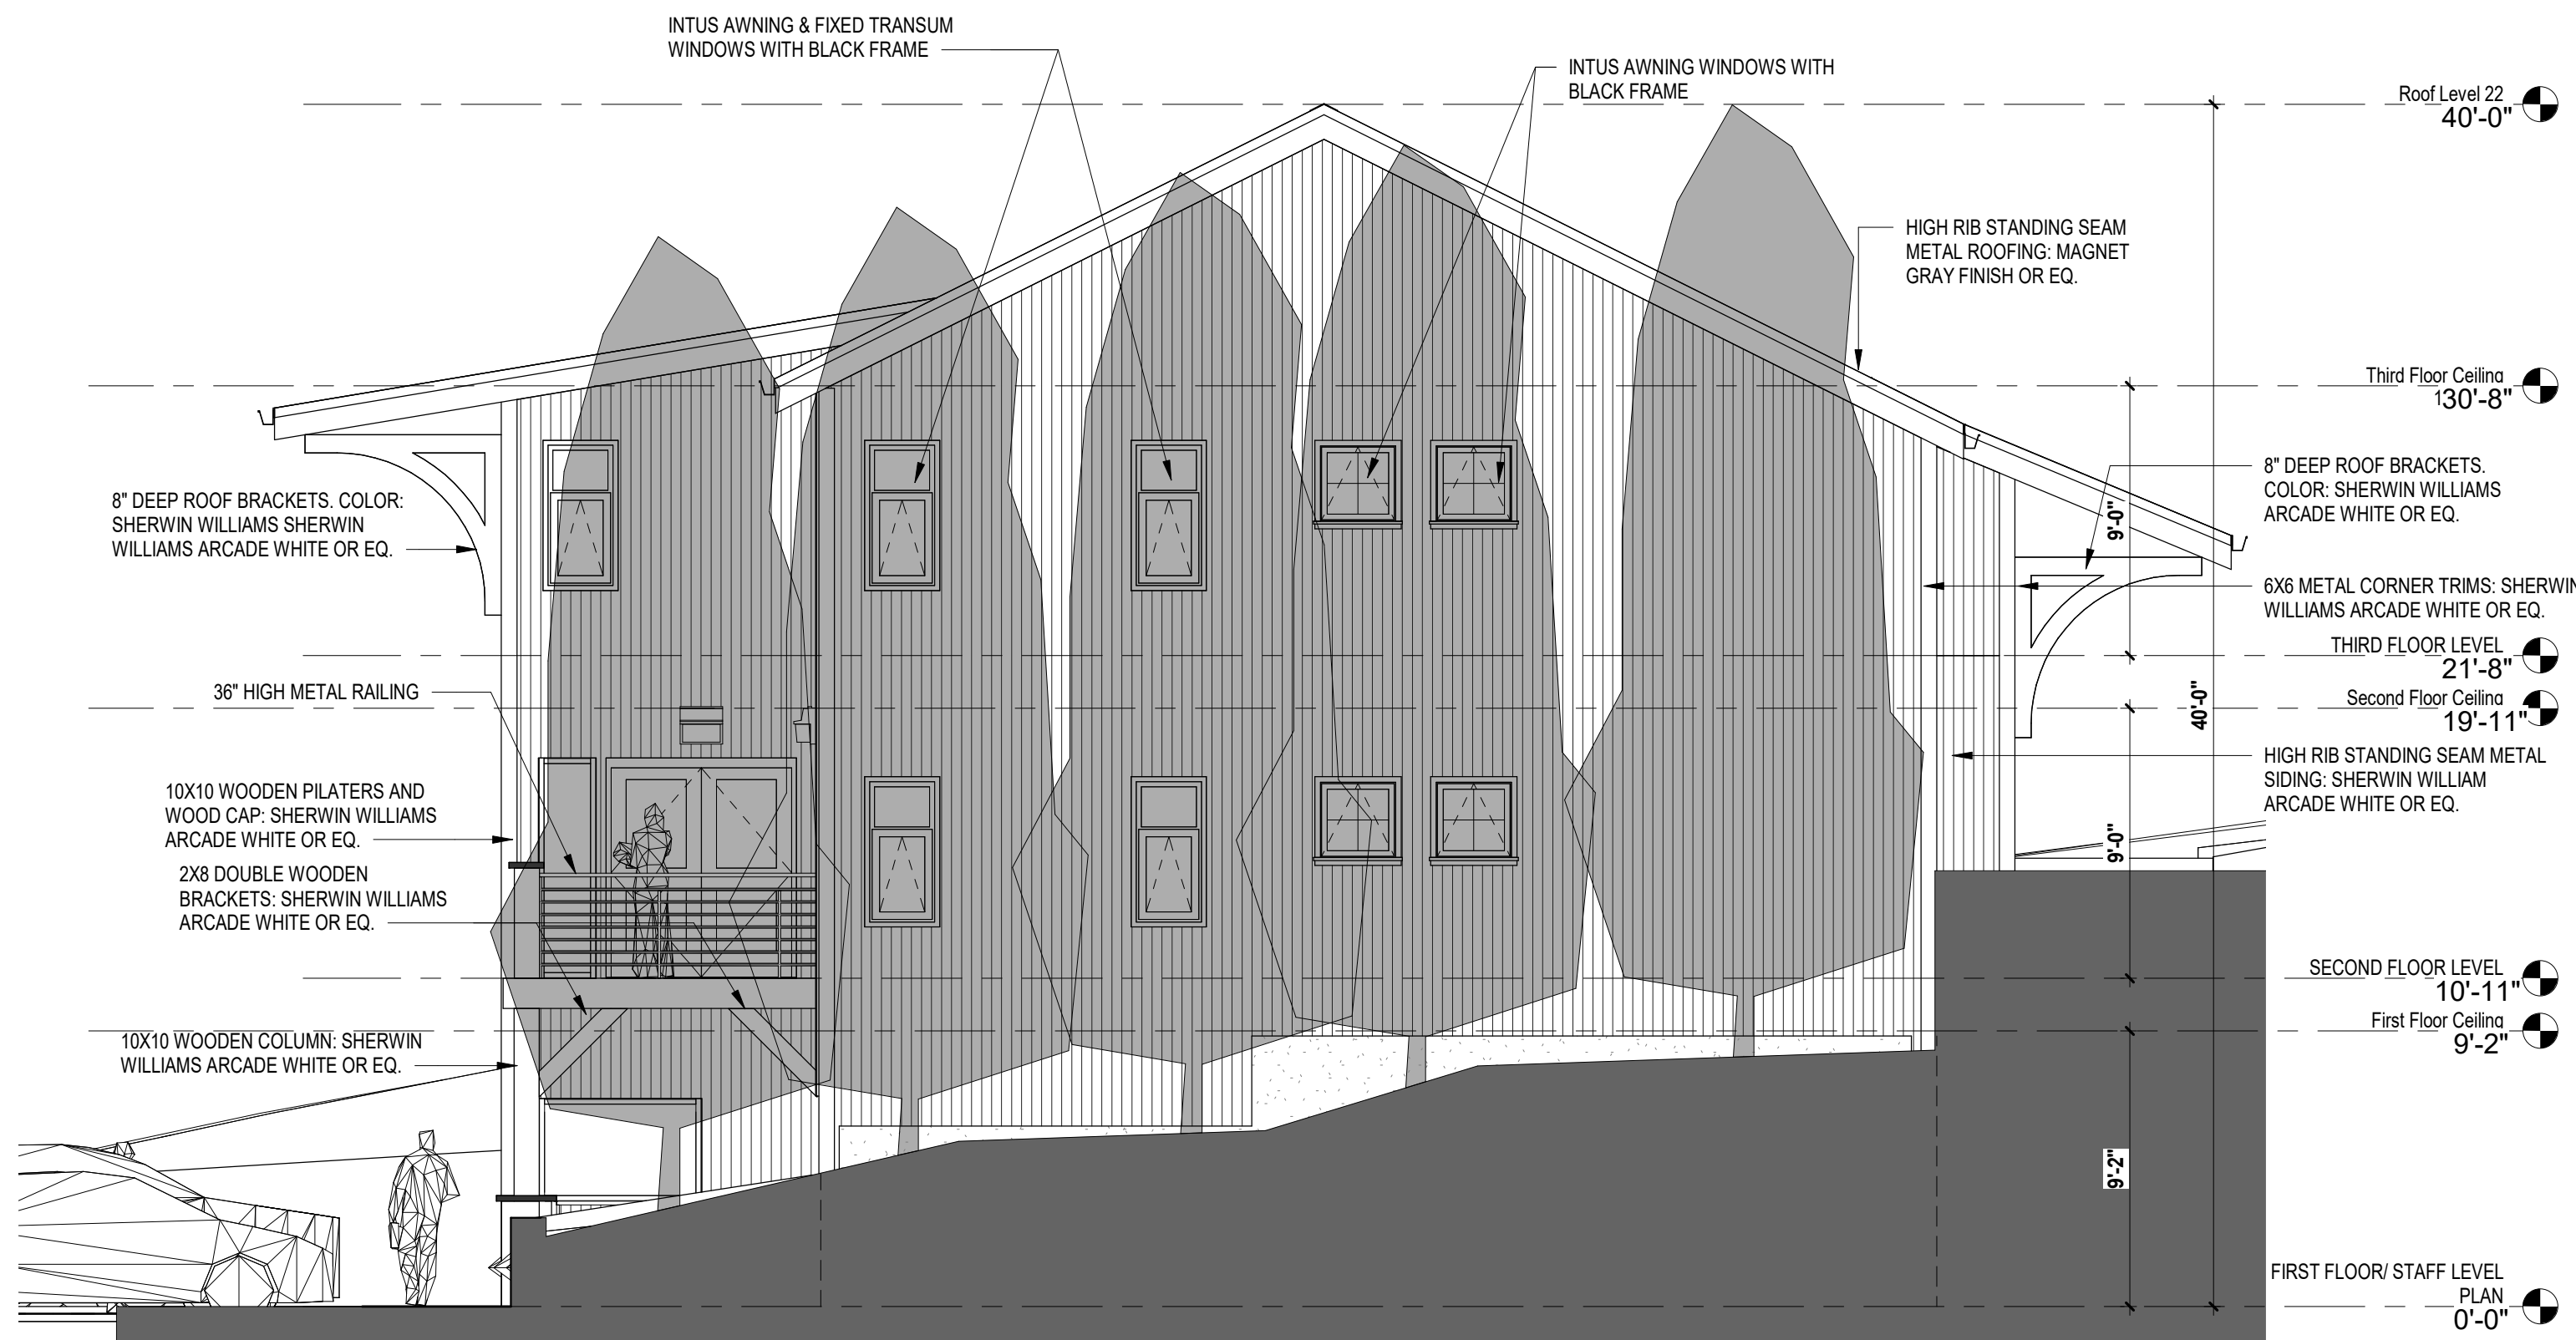 INTUS AWNING & FIXED TRANSUM
WINDOWS WITH BLACK FRAME
INTUS AWNING WINDOWS WITH
BLACK FRAME
Roof Level 22
40'-0"
HIGH RIB STANDING SEAM
METAL ROOFING: MAGNET
GRAY FINISH OR EQ.
Third Floor Ceiling
130'-8"
8" DEEP ROOF BRACKETS. COLOR:
SHERWIN WILLIAMS SHERWIN
WILLIAMS ARCADE WHITE OR EQ.
8" DEEP ROOF BRACKETS.
COLOR: SHERWIN WILLIAMS
ARCADE WHITE OR EQ.
9'-0"
6X6 METAL CORNER TRIMS: SHERWIN
WILLIAMS ARCADE WHITE OR EQ.
THIRD FLOOR LEVEL
21'-8"
36" HIGH METAL RAILING
40'-0"
Second Floor Ceiling
19'-11"
HIGH RIB STANDING SEAM METAL
SIDING: SHERWIN WILLIAM
ARCADE WHITE OR EQ.
10X10 WOODEN PILATERS AND
WOOD CAP: SHERWIN WILLIAMS
ARCADE WHITE OR EQ.
9'-0"
2X8 DOUBLE WOODEN
BRACKETS: SHERWIN WILLIAMS
ARCADE WHITE OR EQ.
SECOND FLOOR LEVEL
10'-11"
First Floor Ceiling
9'-2"
10X10 WOODEN COLUMN: SHERWIN
WILLIAMS ARCADE WHITE OR EQ.
9'-2"
FIRST FLOOR/ STAFF LEVEL
PLAN
0'-0"